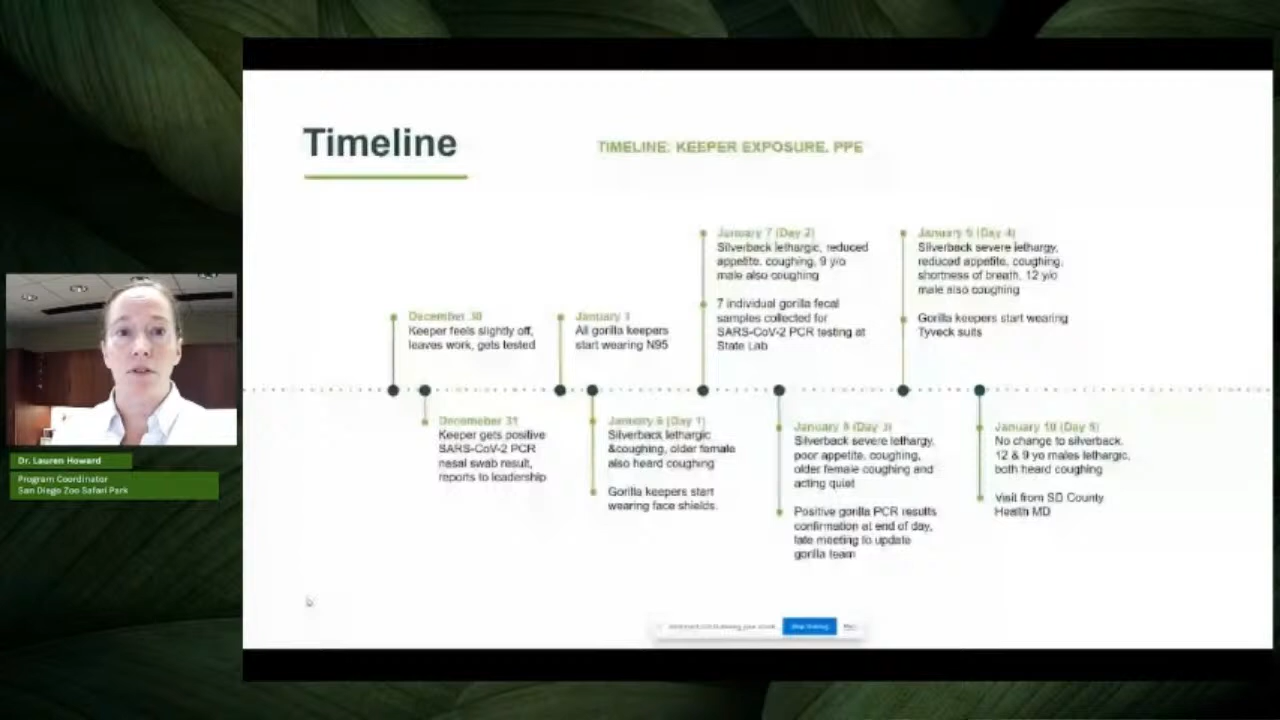 Timeline
TIMELINE: KEEPER EXPOSURE, PPE
December 30
Keeper feels slightly off,
leaves work, gets tested
Decemeber 31
Keeper gets positive
SARS-CoV-2 PCR
nasal swab result,
reports to leadership
January
All gorilla keepers
start wearing N95
January 6 (Day 1)
Silverback lethargic
&coughing, older female
also heard coughing
Gorilla keepers start
wearing face shields.
January 7 (Day 2)
Silverback lethargic, reduced
appetite, coughing, 9 y/o
male also coughing
7 individual gorilla fecal
samples collected for
SARS-CoV-2 PCR testing at
State Lab
January 8 (Day 3)
Silverback severe lethargy,
poor appetite, coughing,
older female coughing and
acting quiet
Positive gorilla PCR results
confirmation at end of day,
late meeting to update
gorilla team
January (Day 4)
Silverback severe lethargy,
reduced appetite, coughing,
shortness of breath, 12 y/o
male also coughing
Gorilla keepers start wearing
Tyveck suits
January 10 (Day 5)
No change to silverback.
12 & 9 yo males lethargic,
both heard coughing
Visit from SD County
Health MD
Dr. Lauren Howard
Program Coordinator
San Diego Zoo Safari Park
Stop sharing